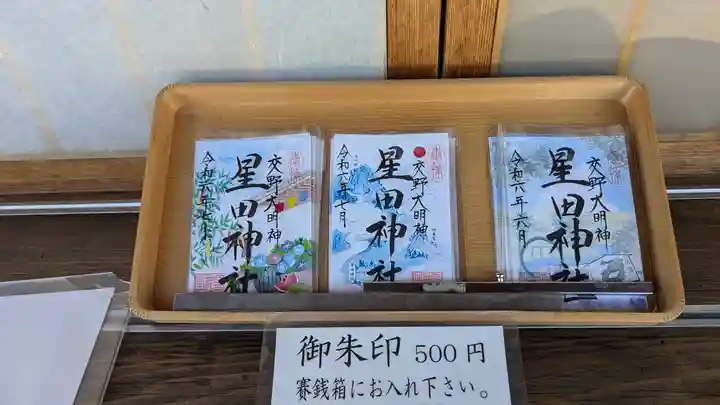 交野大明神
星田神社
令和六年七月
交野大明神
星田神社
令和六年七月
交野大明神
星田神社
令和六年六月
御朱印 500円
賽銭箱にお入れ下さい。